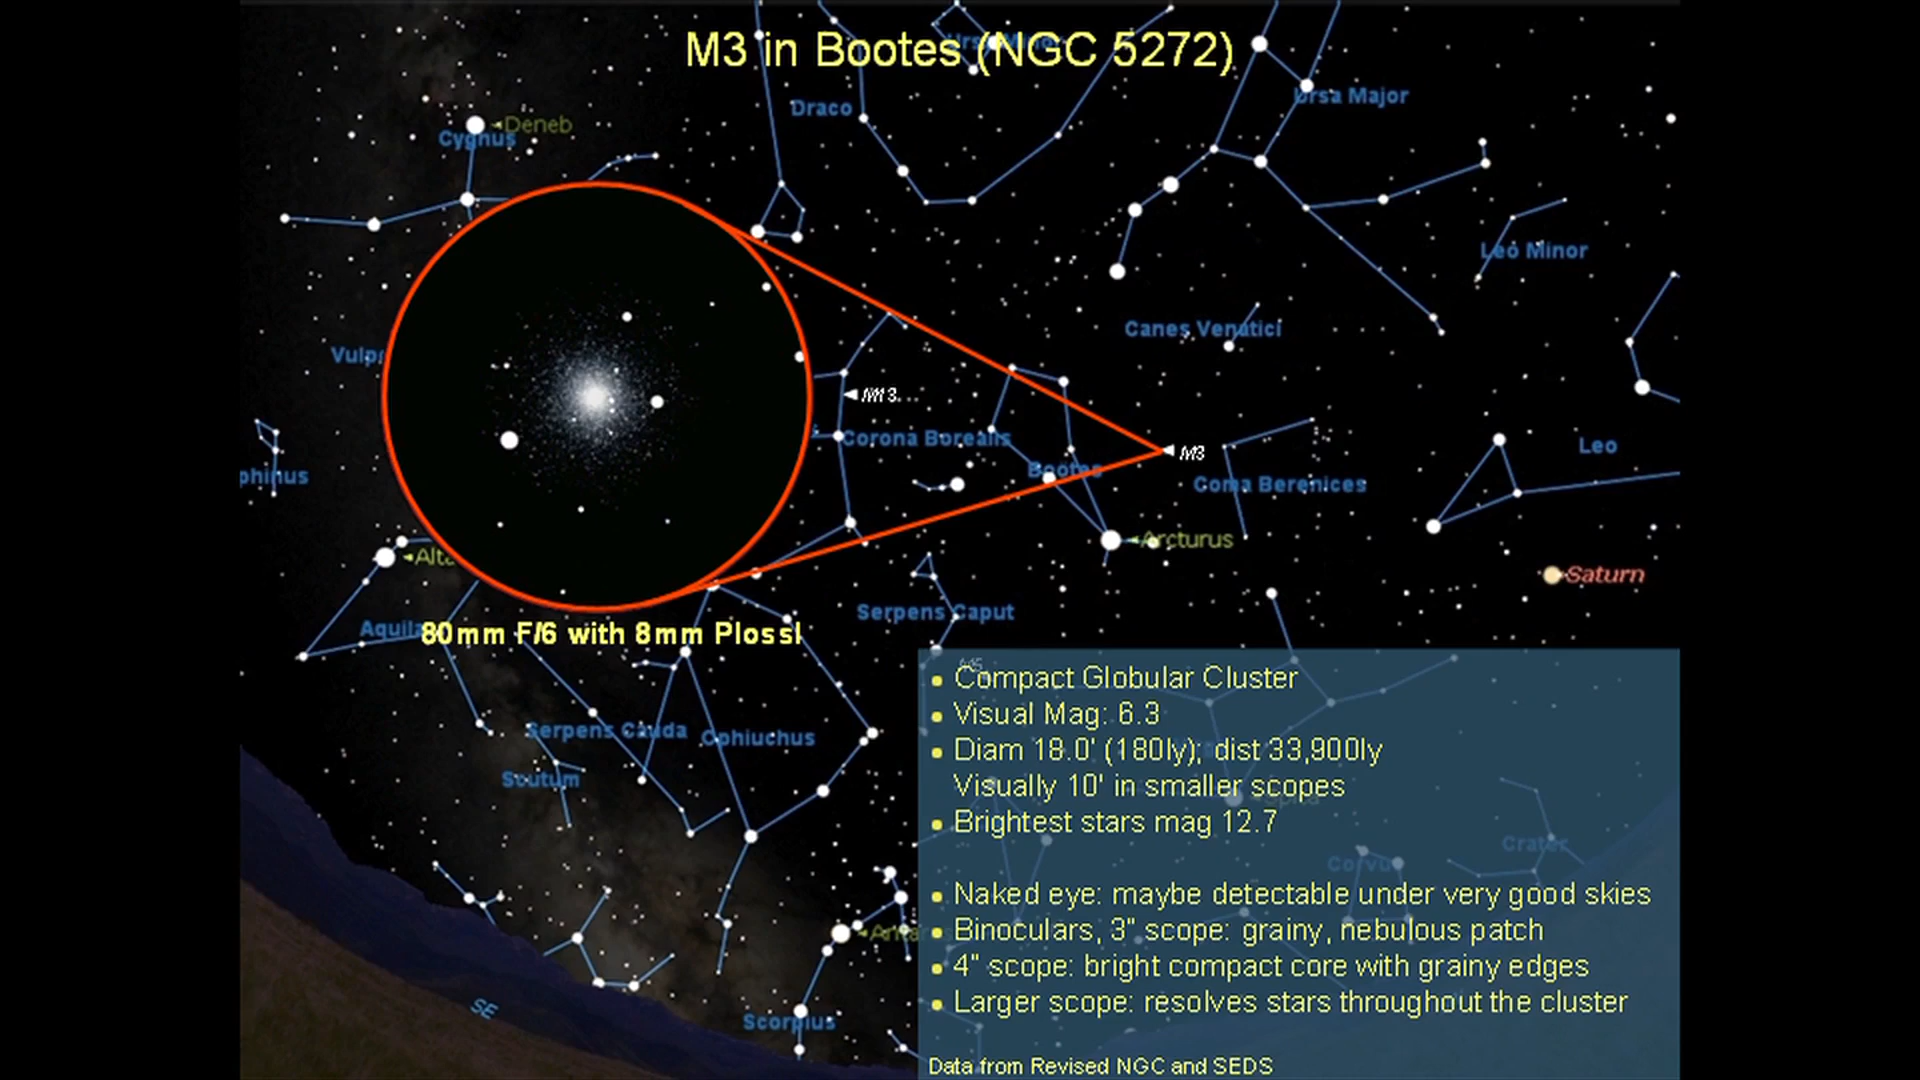 M3 in Bootes (NGC 5272)
Ursa Minor
Draco
Ursa Major
Deneb
Cygnus
Leo Minor
Canes Venatici
M13
Corona Borealis
Bootes
M3
Coma Berenices
Leo
phinus
Arcturus
Saturn
Serpens Caput
Aquila
80mm F/6 with 8mm Plossl
M5
Compact Globular Cluster
Visual Mag: 6.3
Diam 18.0' (180ly); dist 33,900ly
Visually 10' in smaller scopes
Brightest stars mag 12.7
Serpens Cauda
Ophiuchus
Scutum
Crater
Corvu
Naked eye: maybe detectable under very good skies
Binoculars, 3" scope: grainy, nebulous patch
4" scope: bright compact core with grainy edges
Larger scope: resolves stars throughout the cluster
SE
Scorpius
Data from Revised NGC and SEDS